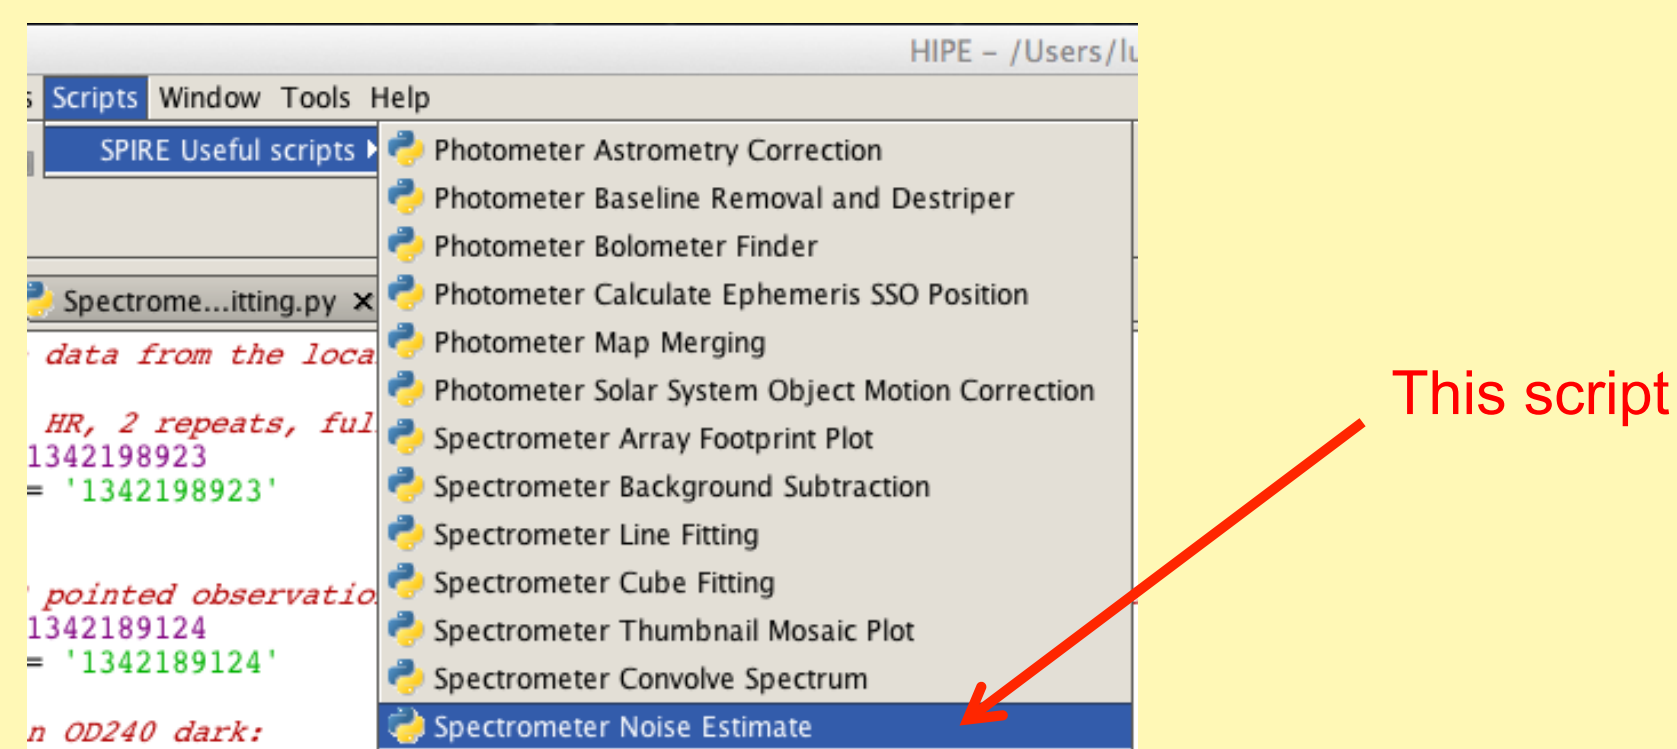 HIPE – /Users/lu
s Scripts Window Tools Help
SPIRE Useful scripts
Photometer Astrometry Correction
Photometer Baseline Removal and Destriper
Photometer Bolometer Finder
Photometer Calculate Ephemeris SSO Position
Photometer Map Merging
Photometer Solar System Object Motion Correction
Spectrometer Array Footprint Plot
Spectrometer Background Subtraction
Spectrometer Line Fitting
Spectrometer Cube Fitting
Spectrometer Thumbnail Mosaic Plot
Spectrometer Convolve Spectrum
Spectrometer Noise Estimate
Spectrome...itting.py ×
data from the loca
HR, 2 repeats, ful
1342198923
= '1342198923'
pointed observatio
1342189124
= '1342189124'
n OD240 dark:
This script